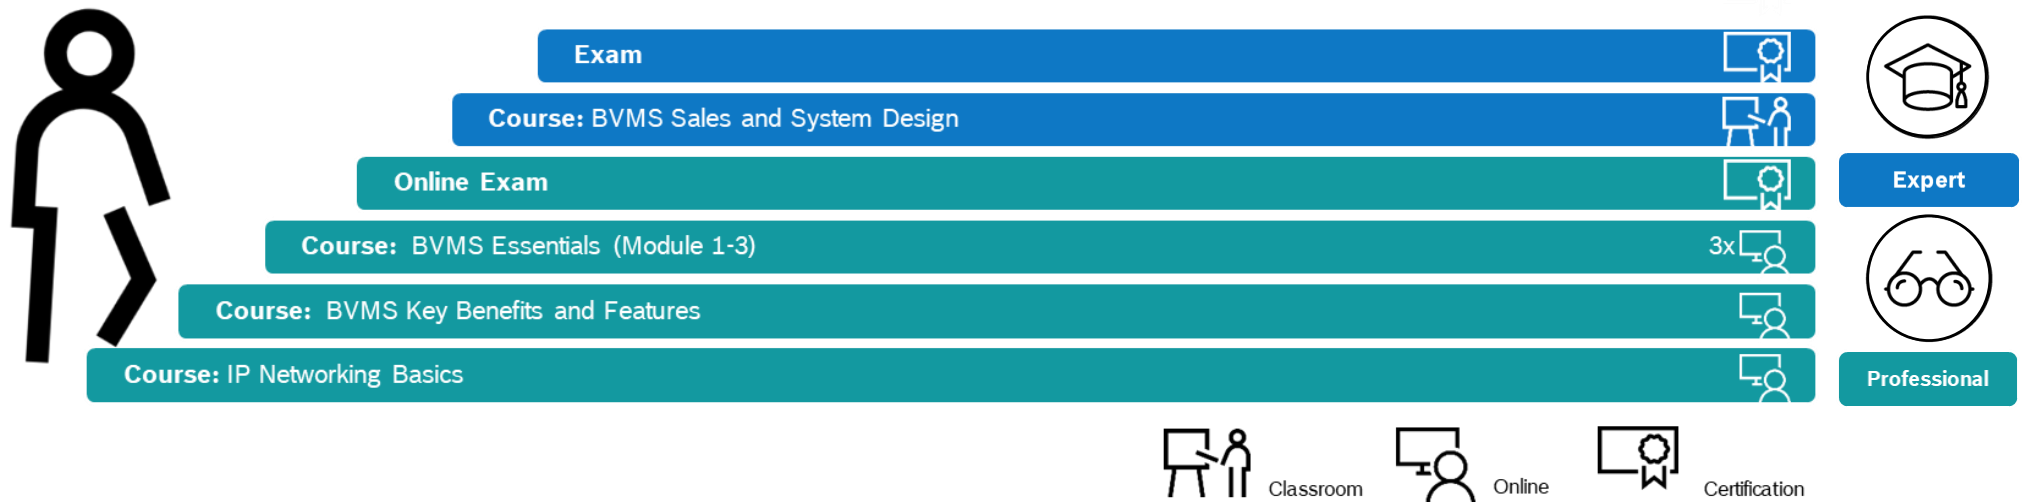 Exam
Course: BVMS Sales and System Design
Expert
Online Exam
Course: BVMS Essentials (Module 1-3)
3x
Course: BVMS Key Benefits and Features
Course: IP Networking Basics
Professional
Classroom
Online
Certification